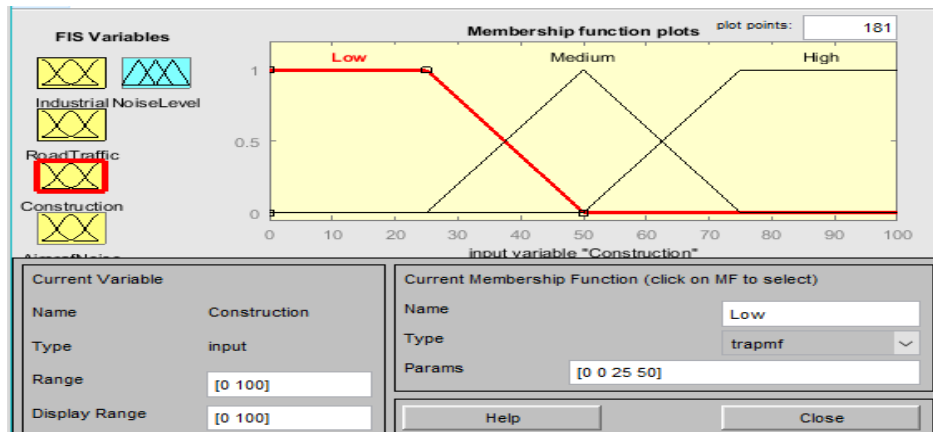 FIS Variables
Membership function plots
plot points:
181
Low
Medium
High
1
0.5
0
Industrial NoiseLevel
RoadTraffic
Construction
0 10 20 30 40 50 60 70 80 90 100
input variable "Construction"
Current Variable
Name Construction
Type input
Range [0 100]
Display Range [0 100]
Current Membership Function (click on MF to select)
Name Low
Type trapmf
Params [0 0 25 50]
Help
Close